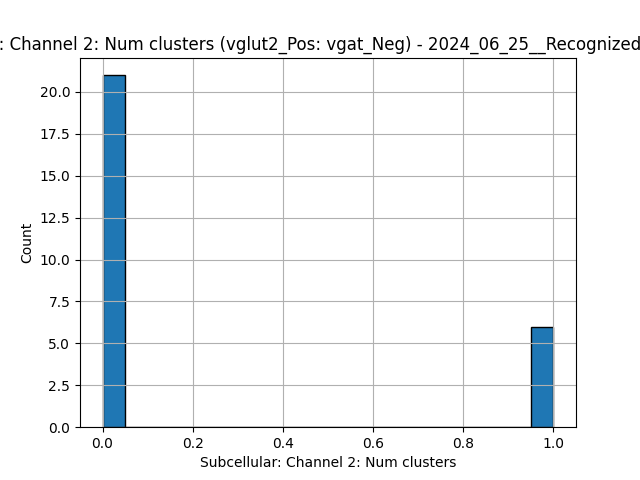 : Channel 2: Num clusters (vglut2_Pos: vgat_Neg) - 2024_06_25__Recognized
20.0
17.5
15.0
12.5
10.0
7.5
5.0
2.5
0.0
Count
0.0 0.2 0.4 0.6 0.8 1.0
Subcellular: Channel 2: Num clusters